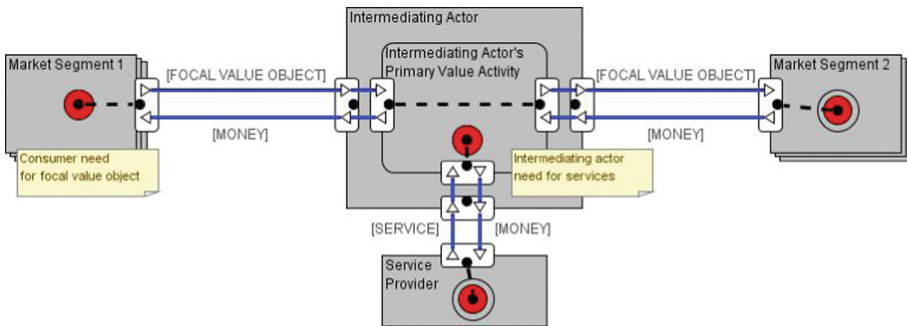 Intermediating Actor
Market Segment 1
[FOCAL VALUE OBJECT]
Intermediating Actor's
Primary Value Activity
[FOCAL VALUE OBJECT]
Market Segment 2
[MONEY]
[MONEY]
Consumer need
for focal value object
Intermediating actor
need for services
[SERVICE]
[MONEY]
Service
Provider